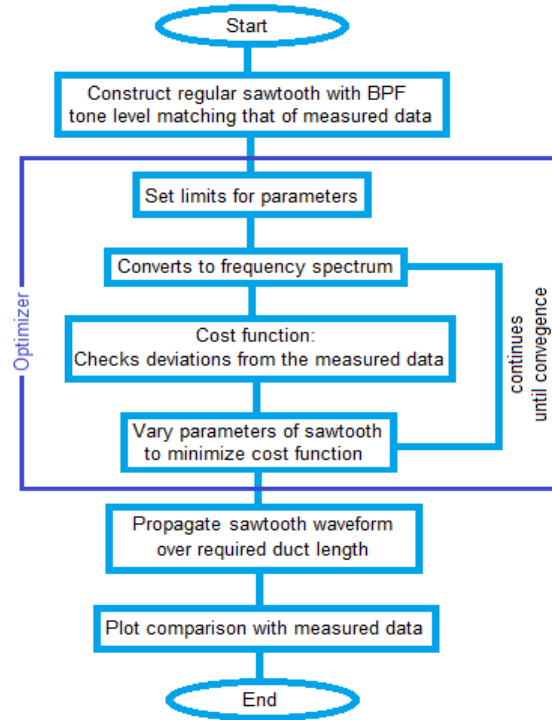 Start
Construct regular sawtooth with BPF
tone level matching that of measured data
Set limits for parameters
Converts to frequency spectrum
Cost function:
Checks deviations from the measured data
Vary parameters of sawtooth
to minimize cost function
Optimizer
continues
until convegence
Propagate sawtooth waveform
over required duct length
Plot comparison with measured data
End